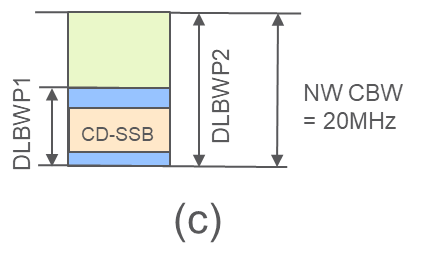 DLBWP1
CD-SSB
DLBWP2
NW CBW
= 20MHz
(c)